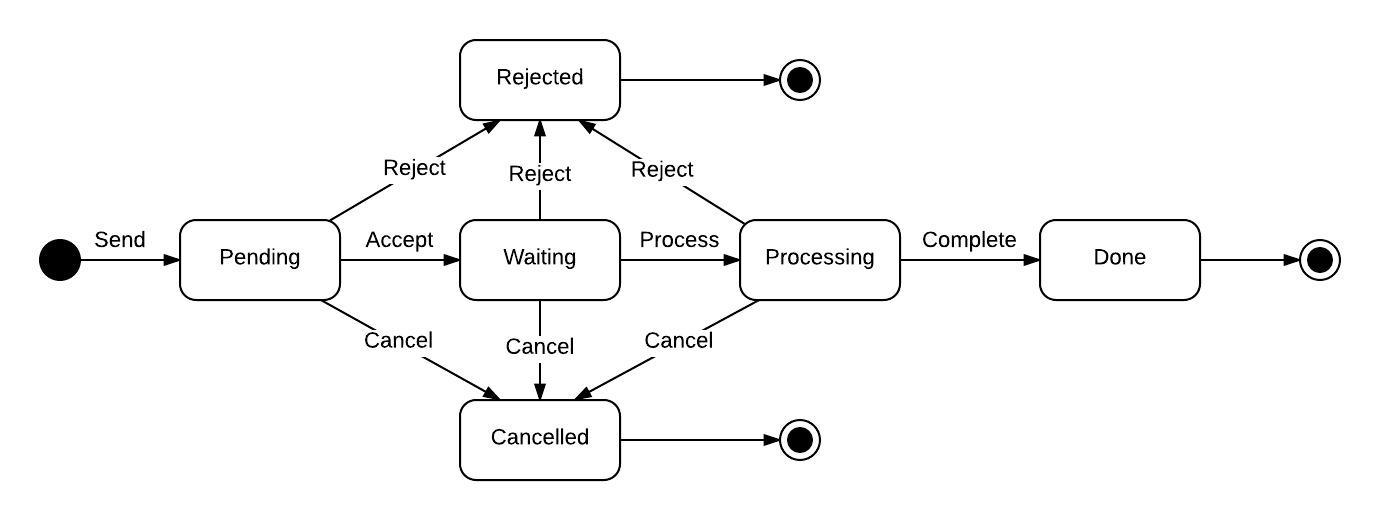 Rejected
Reject
Reject
Reject
Send
Pending
Accept
Waiting
Process
Processing
Complete
Done
Cancel
Cancel
Cancel
Cancelled